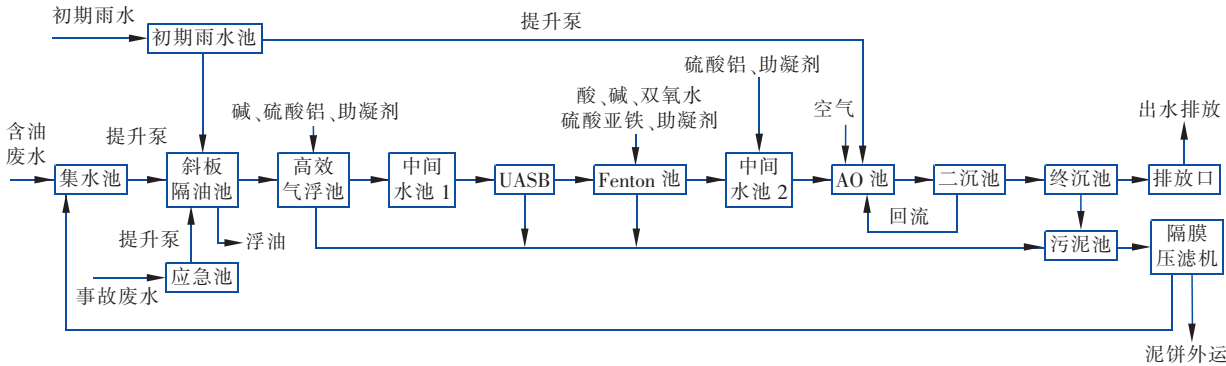 初期雨水
初期雨水池
提升泵
硫酸铝、助凝剂
酸、碱、双氧水
硫酸亚铁、助凝剂
碱、硫酸铝、助凝剂
空气
出水排放
含油
废水
提升泵
集水池
斜板
隔油池
高效
气浮池
中间
水池 1
UASB
Fenton 池
中间
水池 2
AO 池
二沉池
终沉池
排放口
回流
提升泵
浮油
污泥池
隔膜
压滤机
应急池
事故废水
泥饼外运